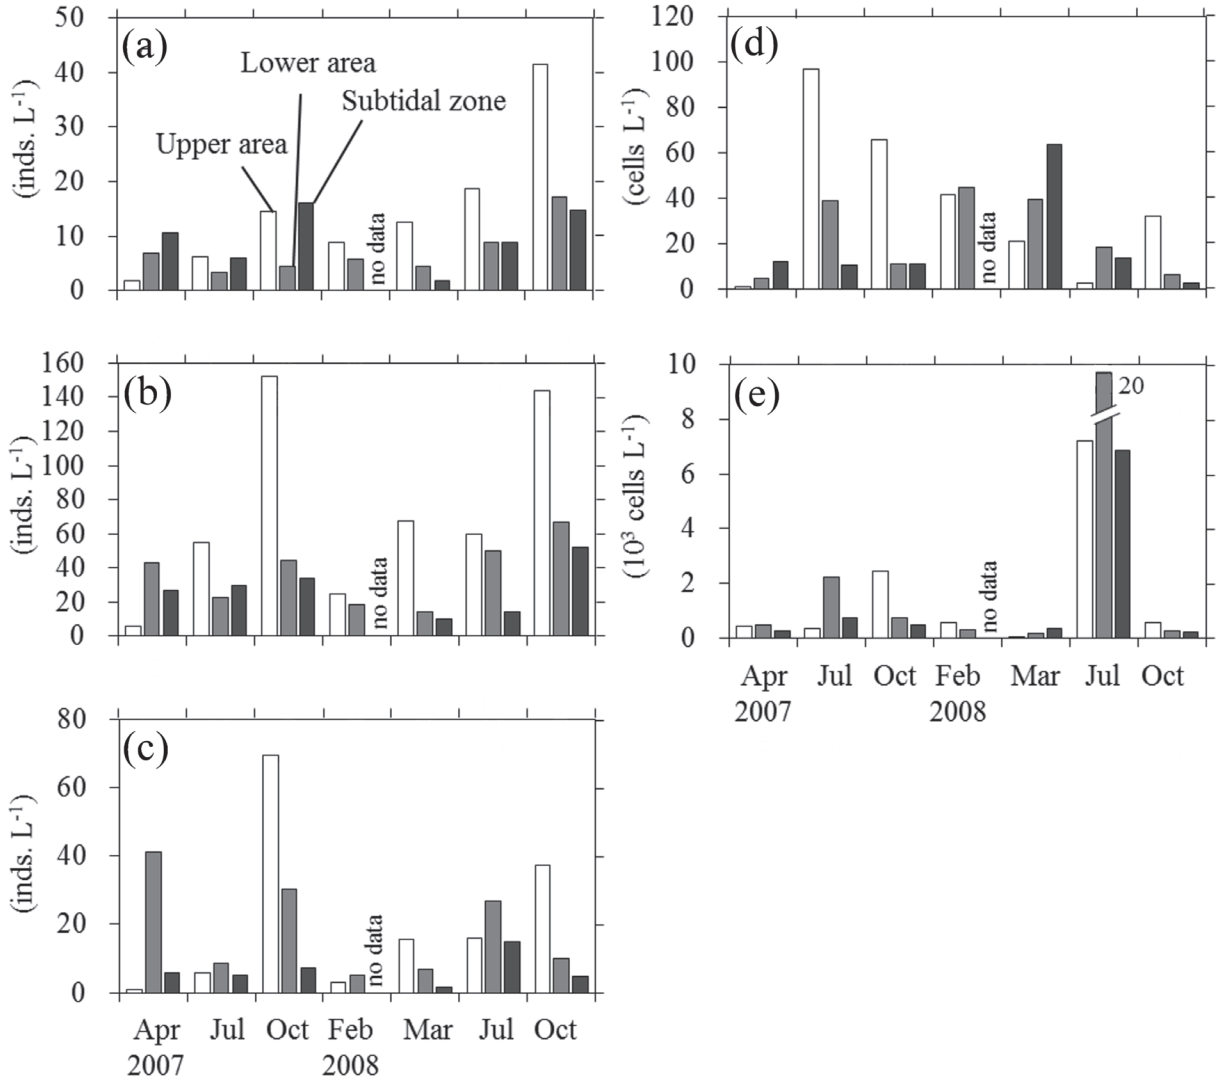 (a)
(inds. L-1)
50
40
30
20
10
0
Lower area
Subtidal zone
Upper area
no data
(b)
(inds. L-1)
160
140
120
100
80
60
40
20
0
no data
(c)
(inds. L-1)
80
60
40
20
0
no data
Apr Jul Oct Feb Mar Jul Oct
2007 2008
(d)
(cells L-1)
120
100
80
60
40
20
0
no data
(e)
(10³ cells L-1)
10
8
6
4
2
0
20
no data
Apr Jul Oct Feb Mar Jul Oct
2007 2008